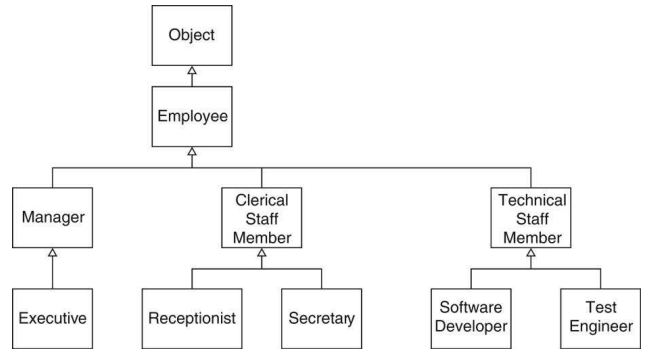 Object
Employee
Manager
Clerical
Staff
Member
Technical
Staff
Member
Executive
Receptionist
Secretary
Software
Developer
Test
Engineer